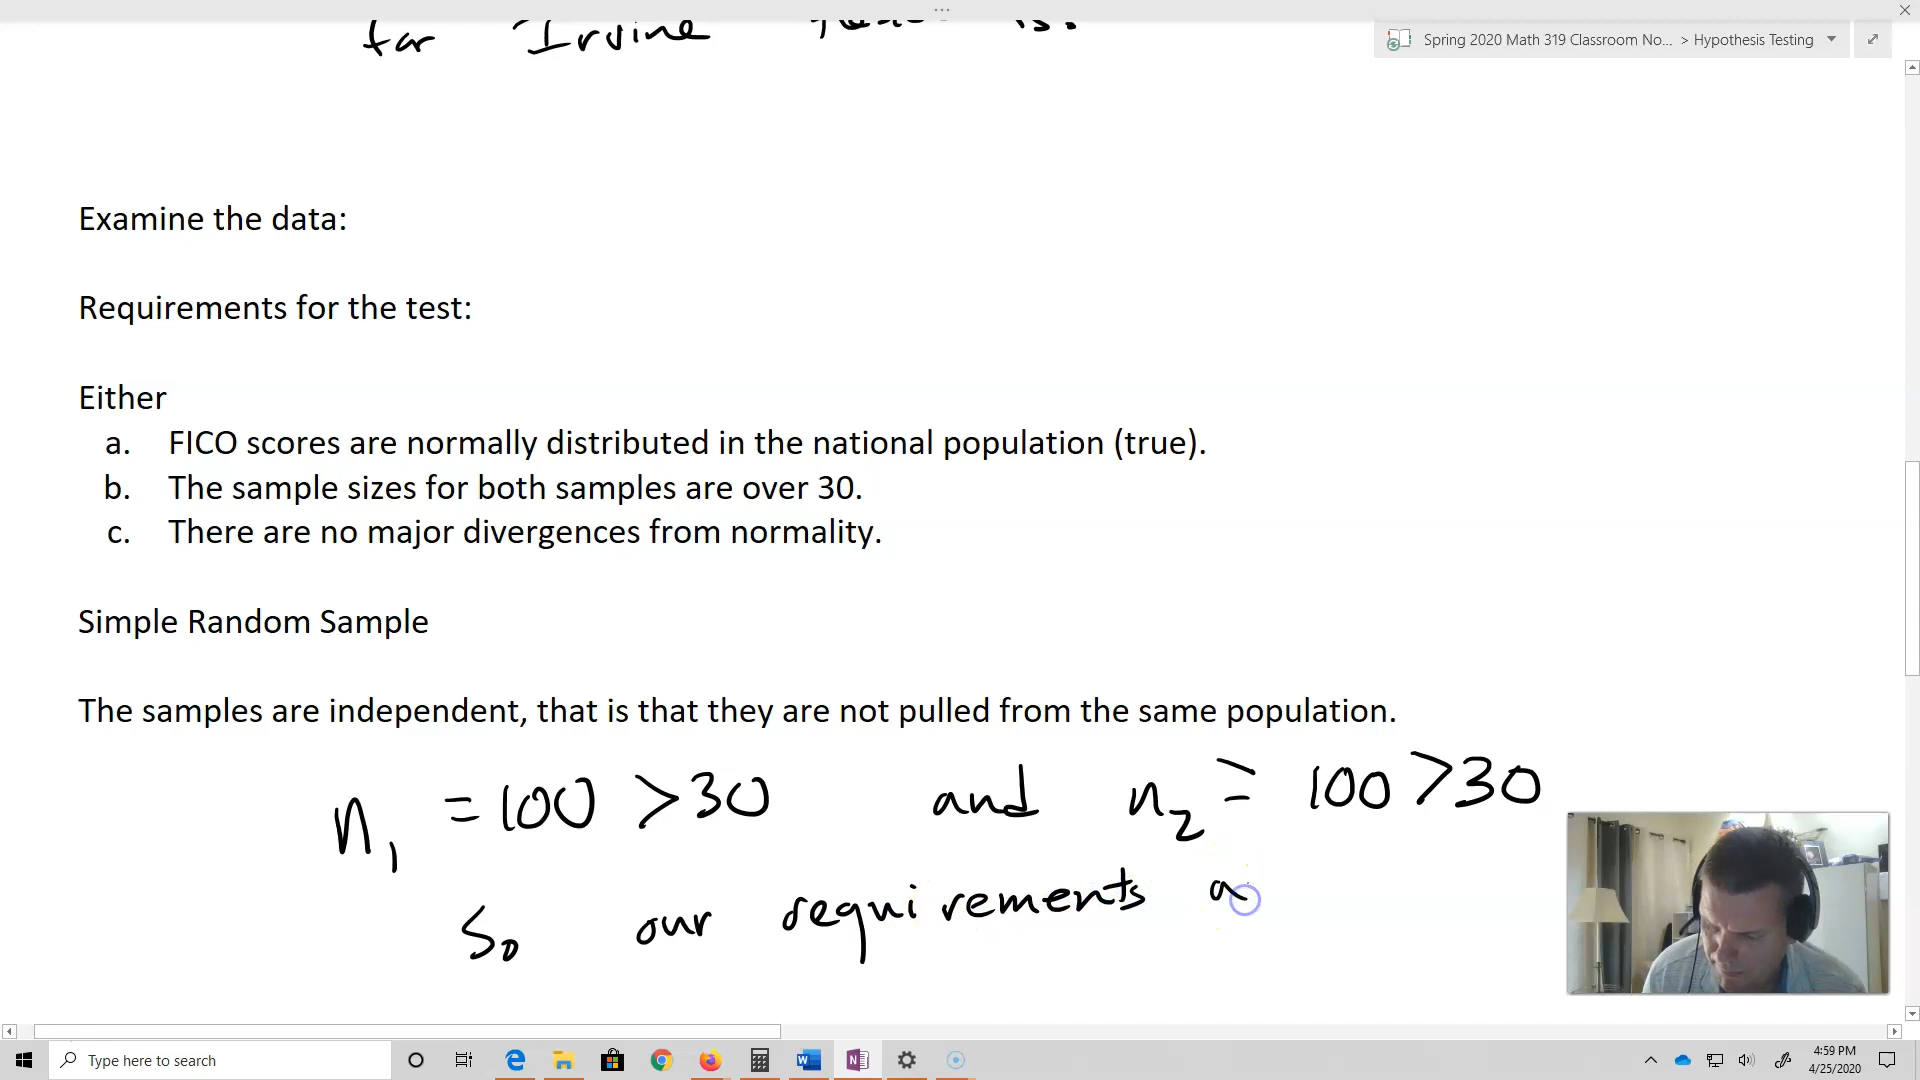 for Irvine is.
Spring 2020 Math 319 Classroom No... > Hypothesis Testing
Examine the data:
Requirements for the test:
Either
a. FICO scores are normally distributed in the national population (true).
b. The sample sizes for both samples are over 30.
c. There are no major divergences from normality.
Simple Random Sample
The samples are independent, that is that they are not pulled from the same population.
n₁ = 100 > 30 and n₂ = 100 > 30
So our requirements a
Type here to search
4:59 PM
4/25/2020